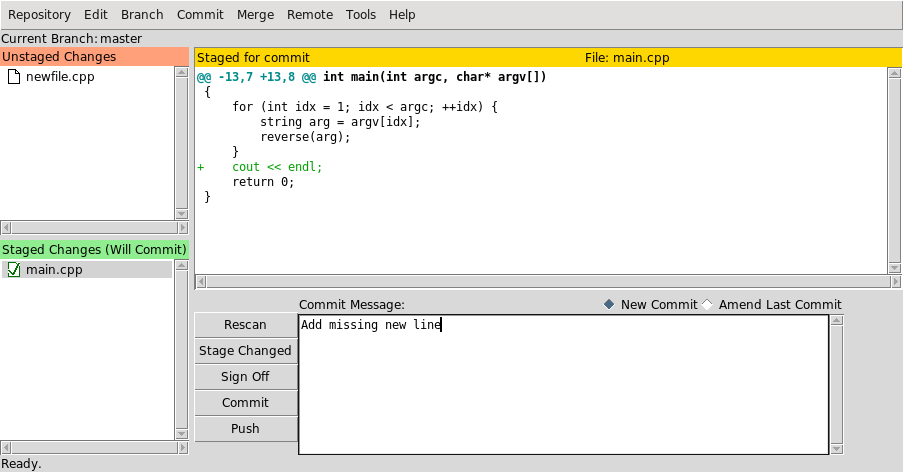 Repository Edit Branch Commit Merge Remote Tools Help
Current Branch: master
Unstaged Changes
newfile.cpp
Staged Changes (Will Commit)
main.cpp
Staged for commit File: main.cpp
@@ -13,7 +13,8 @@ int main(int argc, char* argv[])
 {
     for (int idx = 1; idx < argc; ++idx) {
         string arg = argv[idx];
         reverse(arg);
     }
+    cout << endl;
     return 0;
 }
Commit Message: New Commit Amend Last Commit
Rescan
Stage Changed
Sign Off
Commit
Push
Add missing new line
Ready.